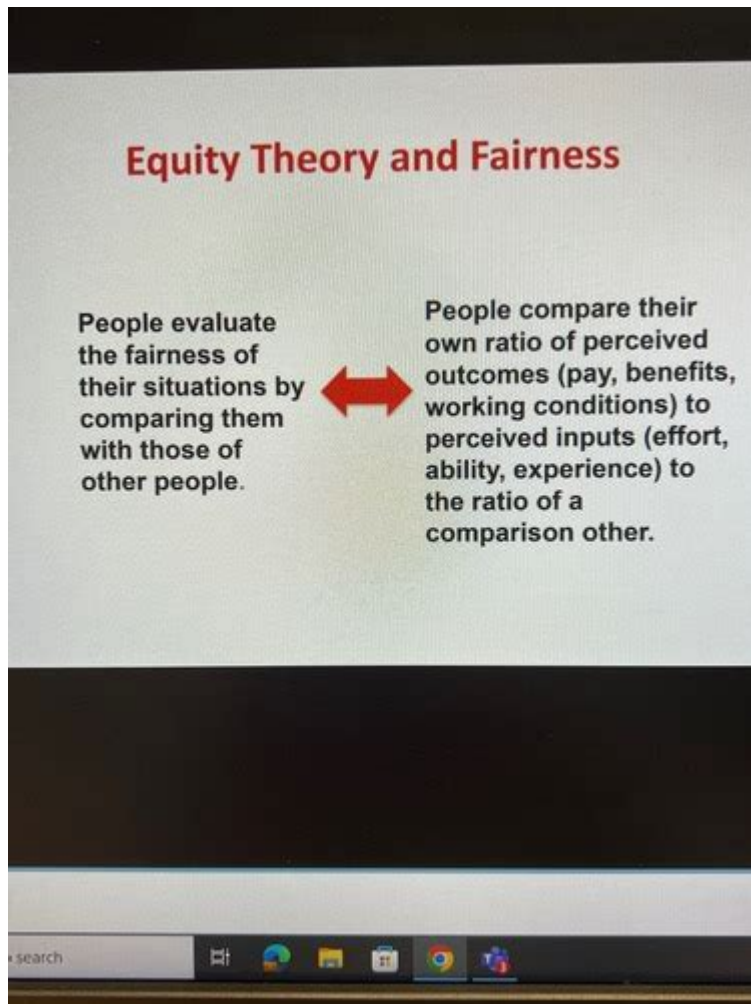 Equity Theory and Fairness
People evaluate
the fairness of
their situations by
comparing them
with those of
other people.
People compare their
own ratio of perceived
outcomes (pay, benefits,
working conditions) to
perceived inputs (effort,
ability, experience) to
the ratio of a
comparison other.
search